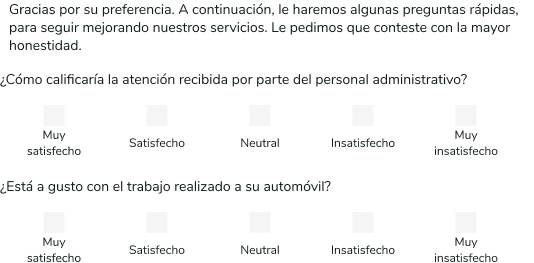 Gracias por su preferencia. A continuación, le haremos algunas preguntas rápidas,
para seguir mejorando nuestros servicios. Le pedimos que conteste con la mayor
honestidad.
¿Cómo calificaría la atención recibida por parte del personal administrativo?
Muy satisfecho Satisfecho Neutral Insatisfecho Muy insatisfecho
¿Está a gusto con el trabajo realizado a su automóvil?
Muy satisfecho Satisfecho Neutral Insatisfecho Muy insatisfecho